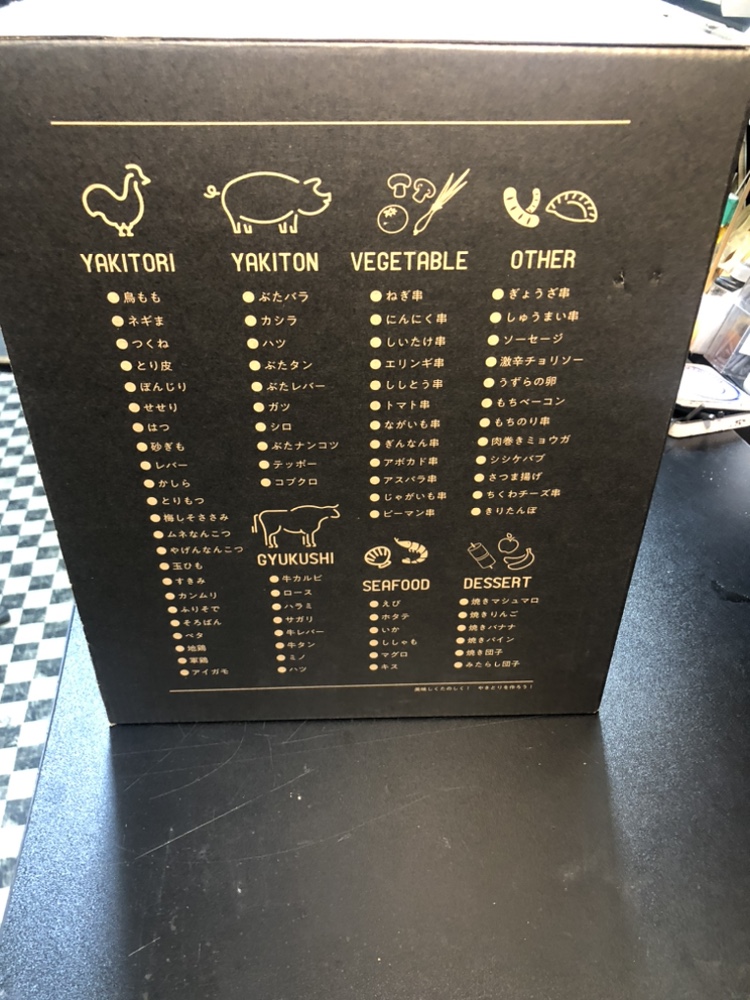 YAKITORI
●鳥もも
●ネギま
●つくね
●とり皮
●ぼんじり
●せせり
●はつ
●砂ぎも
●レバー
●かしら
●とりもつ
●梅しそささみ
●ムネなんこつ
●やげんなんこつ
●玉ひも
●すきみ
●カンムリ
●ふりそで
●そろばん
●ペタ
●地鶏
●軍鶏
●アイガモ
YAKITON
●ぶたバラ
●カシラ
●ハツ
●ぶたタン
●ぶたレバー
●ガツ
●シロ
●ぶたナンコツ
●テッポー
●コブクロ
GYUKUSHI
●牛カルビ
●ロース
●ハラミ
●サガリ
●牛レバー
●牛タン
●ミノ
●ハツ
VEGETABLE
●ねぎ串
●にんにく串
●しいたけ串
●エリンギ串
●ししとう串
●トマト串
●ながいも串
●ぎんなん串
●アボカド串
●アスパラ串
●じゃがいも串
●ピーマン串
SEAFOOD
●えび
●ホタテ
●いか
●ししゃも
●マグロ
●キス
OTHER
●ぎょうざ串
●しゅうまい串
●ソーセージ
●激辛チョリソー
●うずらの卵
●もちベーコン
●もちのり串
●肉巻きミョウガ
●シシケバブ
●さつま揚げ
●ちくわチーズ串
●きりたんぽ
DESSERT
●焼きマシュマロ
●焼きりんご
●焼きバナナ
●焼きパイン
●焼き団子
●みたらし団子
美味しくたのしく！ やきとりを作ろう！